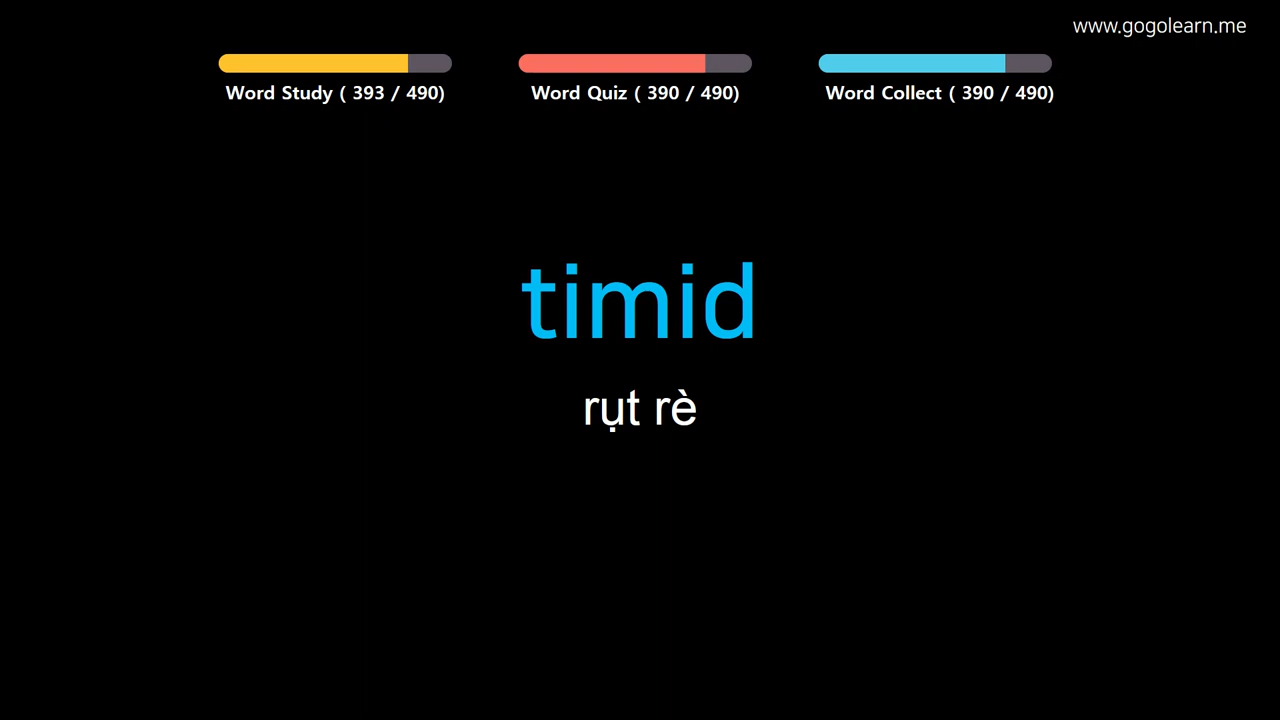 www.gogolearn.me
Word Study ( 393 / 490)
Word Quiz ( 390 / 490)
Word Collect ( 390 / 490)
timid
rụt rè